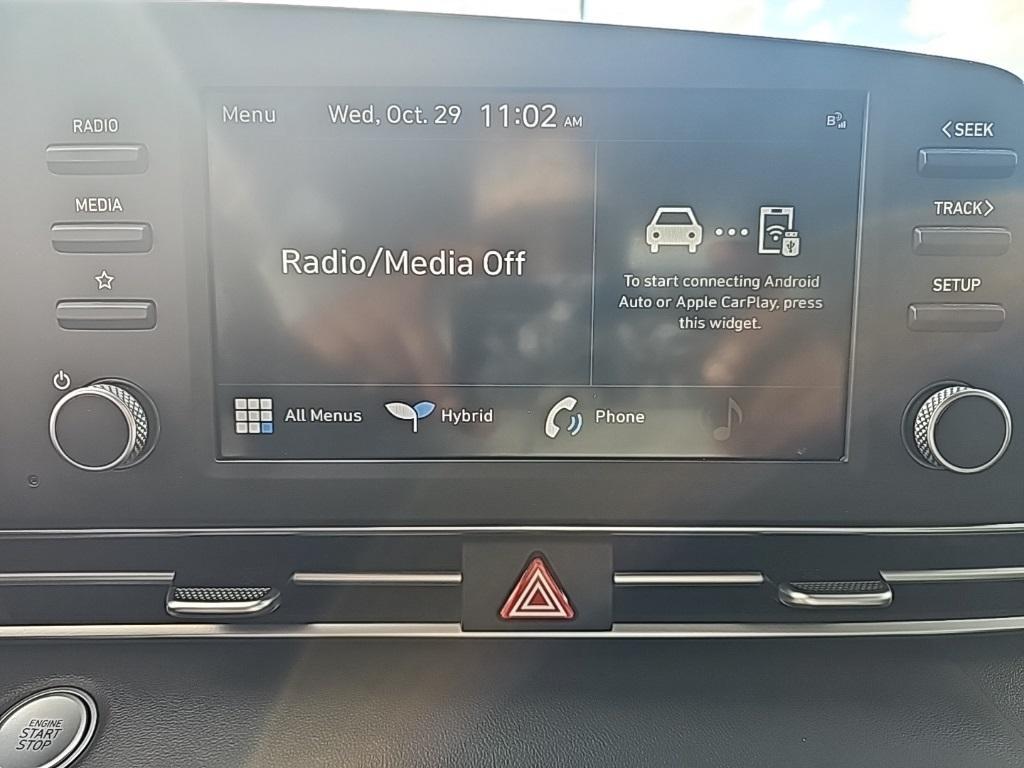 Menu
Wed, Oct. 29
11:02 AM
RADIO
<SEEK
MEDIA
TRACK>
Radio/Media Off
To start connecting Android
Auto or Apple CarPlay, press
this widget.
SETUP
All Menus
Hybrid
Phone
ENGINE
START
STOP